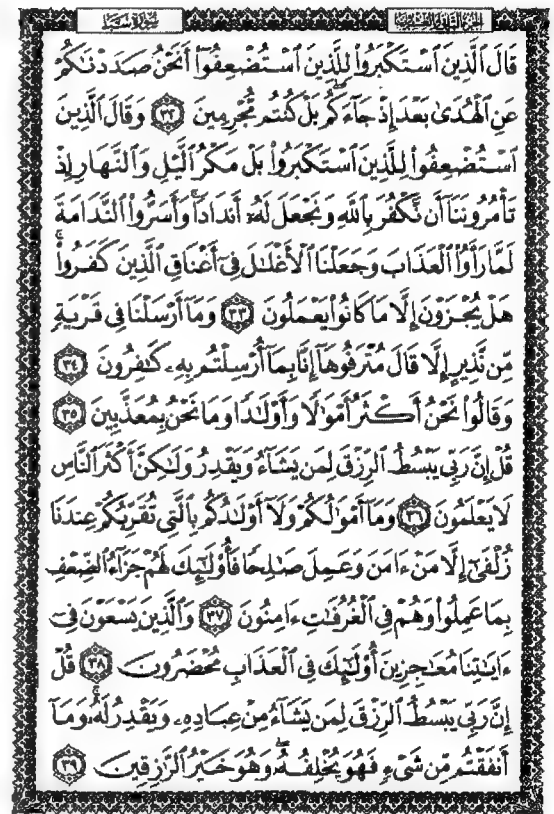 سورة سبإ
الجزء الثاني والعشرون
قَالَ ٱلَّذِينَ ٱسْتَكْبَرُوا۟ لِلَّذِينَ ٱسْتُضْعِفُوٓا۟ أَنَحْنُ صَدَدْنَـٰكُمْ
عَنِ ٱلْهُدَىٰ بَعْدَ إِذْ جَآءَكُم بَلْ كُنتُم مُّجْرِمِينَ ٣٢ وَقَالَ ٱلَّذِينَ
ٱسْتُضْعِفُوا۟ لِلَّذِينَ ٱسْتَكْبَرُوا۟ بَلْ مَكْرُ ٱلَّيْلِ وَٱلنَّهَارِ إِذْ
تَأْمُرُونَنَآ أَن نَّكْفُرَ بِٱللَّهِ وَنَجْعَلَ لَهُۥٓ أَندَادًا ۚ وَأَسَرُّوا۟ ٱلنَّدَامَةَ
لَمَّا رَأَوُا۟ ٱلْعَذَابَ وَجَعَلْنَا ٱلْأَغْلَـٰلَ فِىٓ أَعْنَاقِ ٱلَّذِينَ كَفَرُوا۟ ۚ
هَلْ يُجْزَوْنَ إِلَّا مَا كَانُوا۟ يَعْمَلُونَ ٣٣ وَمَآ أَرْسَلْنَا فِى قَرْيَةٍ
مِّن نَّذِيرٍ إِلَّا قَالَ مُتْرَفُوهَآ إِنَّا بِمَآ أُرْسِلْتُم بِهِۦ كَـٰفِرُونَ ٣٤
وَقَالُوا۟ نَحْنُ أَكْثَرُ أَمْوَٰلًا وَأَوْلَـٰدًا وَمَا نَحْنُ بِمُعَذَّبِينَ ٣٥
قُلْ إِنَّ رَبِّى يَبْسُطُ ٱلرِّزْقَ لِمَن يَشَآءُ وَيَقْدِرُ وَلَـٰكِنَّ أَكْثَرَ ٱلنَّاسِ
لَا يَعْلَمُونَ ٣٦ وَمَآ أَمْوَٰلُكُمْ وَلَآ أَوْلَـٰدُكُم بِٱلَّتِى تُقَرِّبُكُمْ عِندَنَا
زُلْفَىٰٓ إِلَّا مَنْ ءَامَنَ وَعَمِلَ صَـٰلِحًا فَأُو۟لَـٰٓئِكَ لَهُمْ جَزَآءُ ٱلضِّعْفِ
بِمَا عَمِلُوا۟ وَهُمْ فِى ٱلْغُرُفَـٰتِ ءَامِنُونَ ٣٧ وَٱلَّذِينَ يَسْعَوْنَ فِىٓ
ءَايَـٰتِنَا مُعَـٰجِزِينَ أُو۟لَـٰٓئِكَ فِى ٱلْعَذَابِ مُحْضَرُونَ ٣٨ قُلْ
إِنَّ رَبِّى يَبْسُطُ ٱلرِّزْقَ لِمَن يَشَآءُ مِنْ عِبَادِهِۦ وَيَقْدِرُ لَهُۥ ۚ وَمَآ
أَنفَقْتُم مِّن شَىْءٍ فَهُوَ يُخْلِفُهُۥ ۖ وَهُوَ خَيْرُ ٱلرَّٰزِقِينَ ٣٩